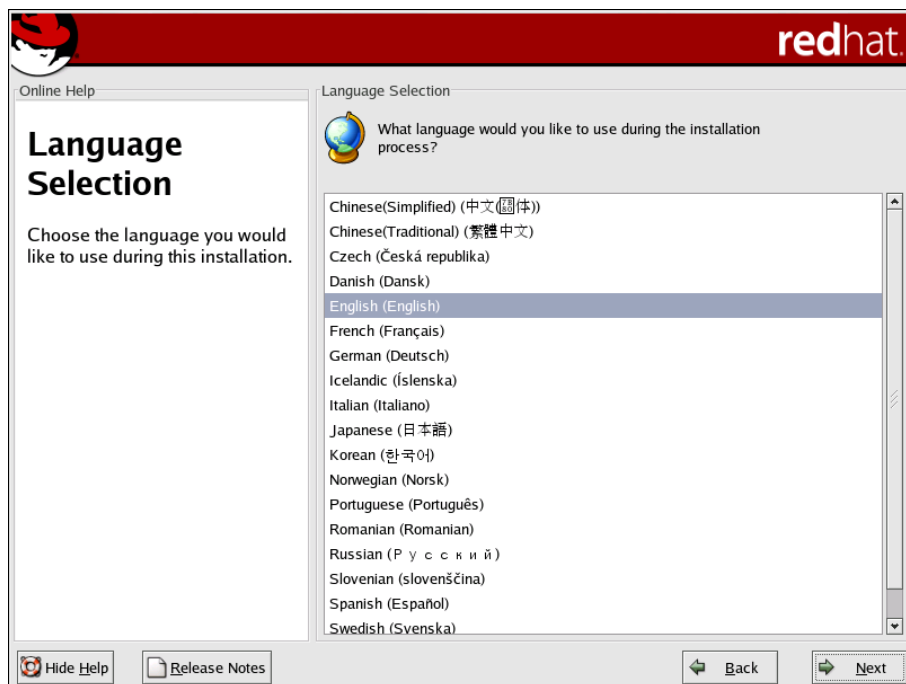 redhat.
Online Help
Language
Selection
Choose the language you would
like to use during this installation.
Language Selection
What language would you like to use during the installation
process?
Chinese(Simplified) (中文(体))
Chinese(Traditional) (繁體中文)
Czech (Česká republika)
Danish (Dansk)
English (English)
French (Français)
German (Deutsch)
Icelandic (Íslenska)
Italian (Italiano)
Japanese (日本語)
Korean (한국어)
Norwegian (Norsk)
Portuguese (Português)
Romanian (Romanian)
Russian (Русский)
Slovenian (slovenščina)
Spanish (Español)
Swedish (Svenska)
Hide Help
Release Notes
Back
Next